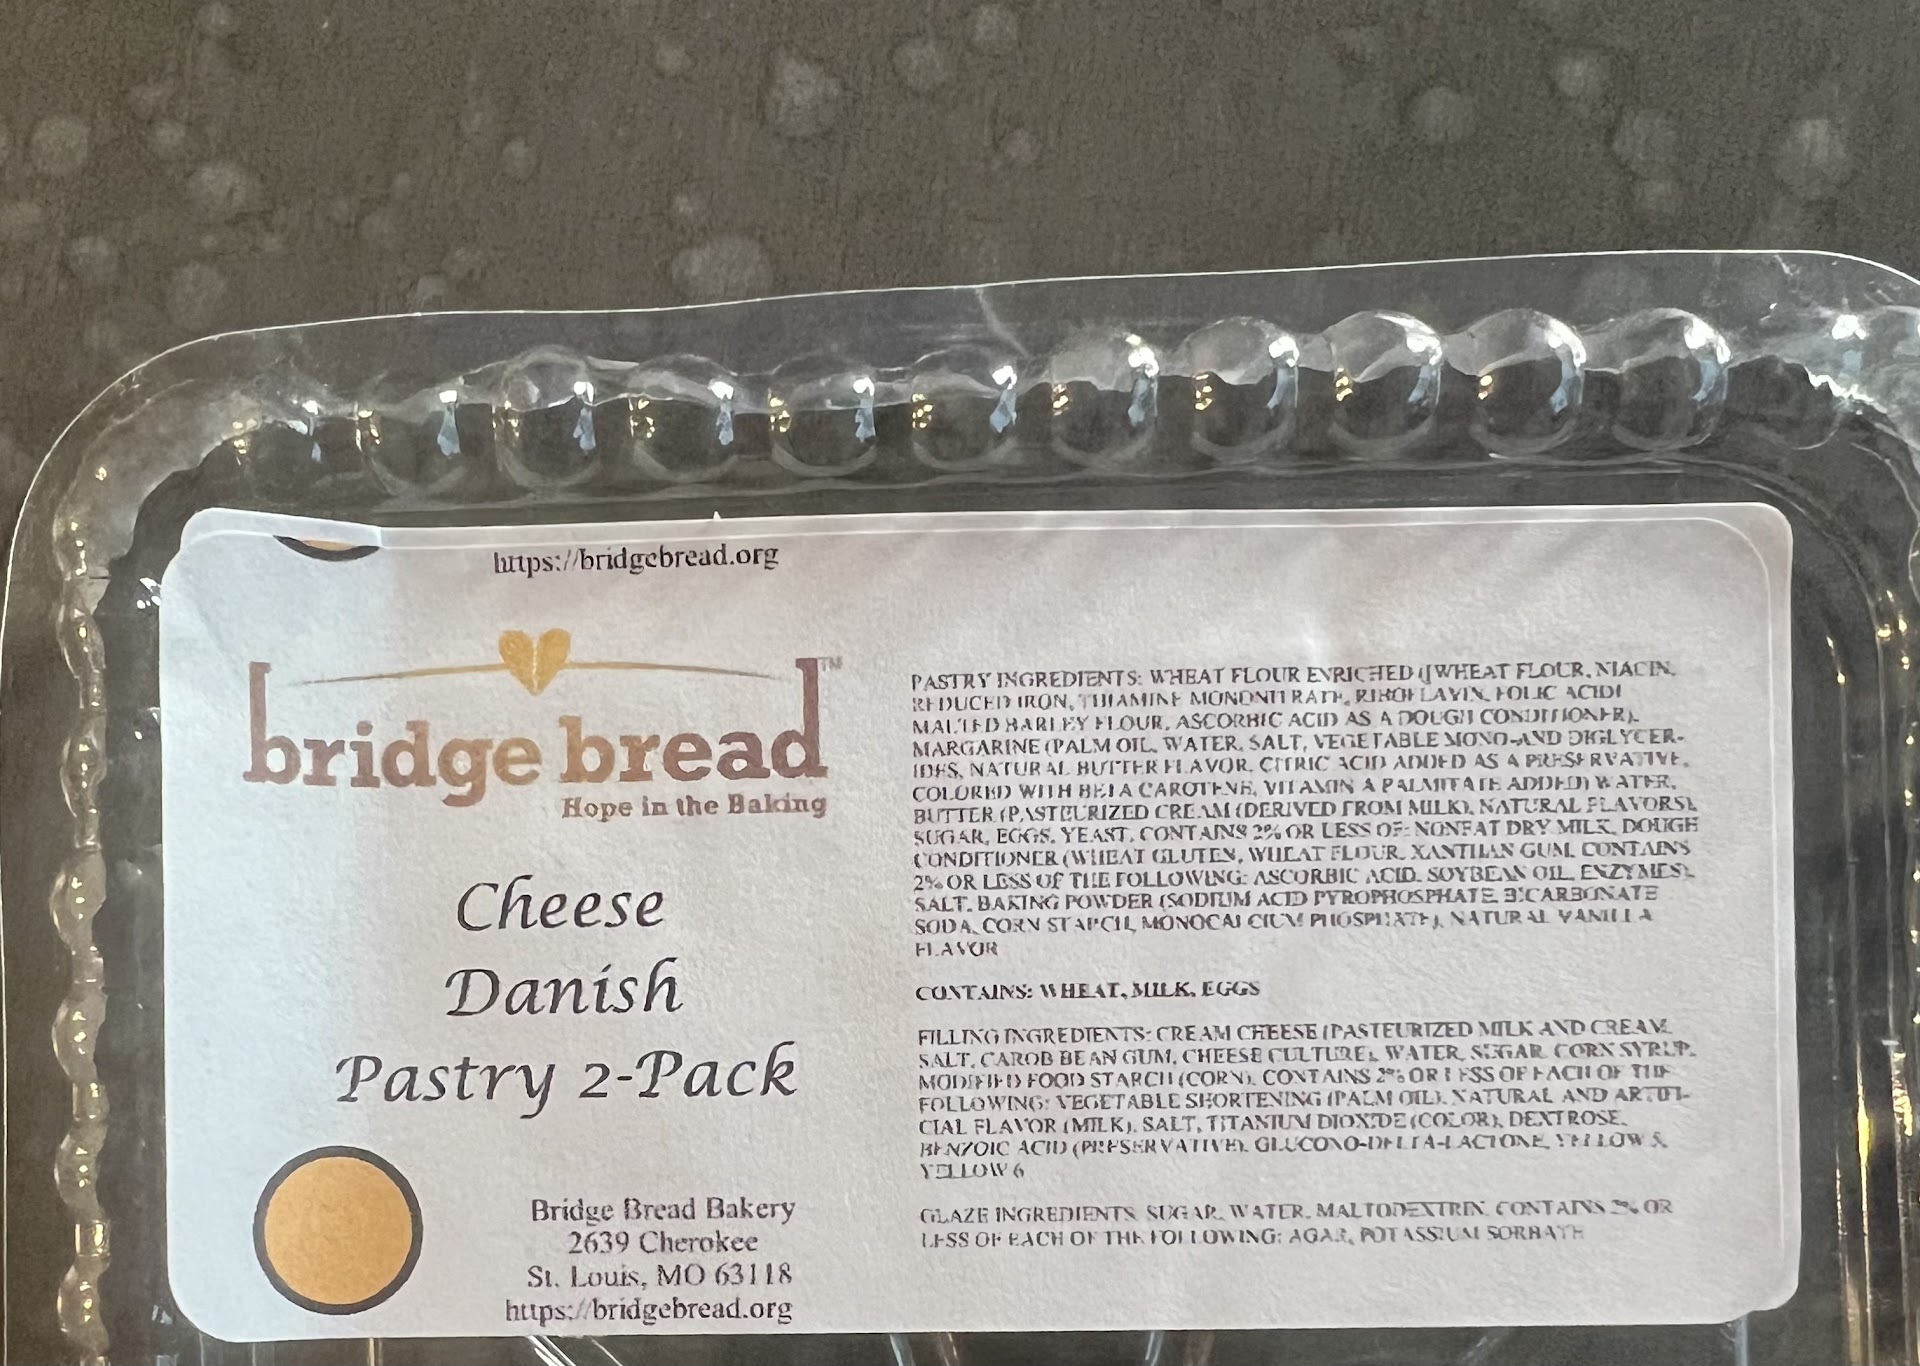 https://bridgebread.org
bridge bread™
Hope in the Baking
Cheese
Danish
Pastry 2-Pack
Bridge Bread Bakery
2639 Cherokee
St. Louis, MO 63118
https://bridgebread.org
PASTRY INGREDIENTS: WHEAT FLOUR ENRICHED ([WHEAT FLOUR, NIACIN,
REDUCED IRON, THIAMINE MONONITRATE, RIBOFLAVIN, FOLIC ACID]
MALTED BARLEY FLOUR, ASCORBIC ACID AS A DOUGH CONDITIONER),
MARGARINE (PALM OIL, WATER, SALT, VEGETABLE MONO-AND DIGLYCER-
IDES, NATURAL BUTTER FLAVOR, CITRIC ACID ADDED AS A PRESERVATIVE,
COLORED WITH BETA CAROTENE, VITAMIN A PALMITATE ADDED) WATER,
BUTTER (PASTEURIZED CREAM (DERIVED FROM MILK), NATURAL FLAVORS),
SUGAR, EGGS, YEAST, CONTAINS 2% OR LESS OF: NONFAT DRY MILK, DOUGH
CONDITIONER (WHEAT GLUTEN, WHEAT FLOUR, XANTHAN GUM, CONTAINS
2% OR LESS OF THE FOLLOWING: ASCORBIC ACID, SOYBEAN OIL, ENZYMES),
SALT, BAKING POWDER (SODIUM ACID PYROPHOSPHATE, BICARBONATE
SODA, CORN STARCH, MONOCALCIUM PHOSPHATE), NATURAL VANILLA
FLAVOR
CONTAINS: WHEAT, MILK, EGGS
FILLING INGREDIENTS: CREAM CHEESE (PASTEURIZED MILK AND CREAM,
SALT, CAROB BEAN GUM, CHEESE CULTURE), WATER, SUGAR, CORN SYRUP,
MODIFIED FOOD STARCH (CORN), CONTAINS 2% OR LESS OF EACH OF THE
FOLLOWING: VEGETABLE SHORTENING (PALM OIL), NATURAL AND ARTIFI-
CIAL FLAVOR (MILK), SALT, TITANIUM DIOXIDE (COLOR), DEXTROSE,
BENZOIC ACID (PRESERVATIVE), GLUCONO-DELTA-LACTONE, YELLOW 5,
YELLOW 6
GLAZE INGREDIENTS: SUGAR, WATER, MALTODEXTRIN, CONTAINS 2% OR
LESS OF EACH OF THE FOLLOWING: AGAR, POTASSIUM SORBATE